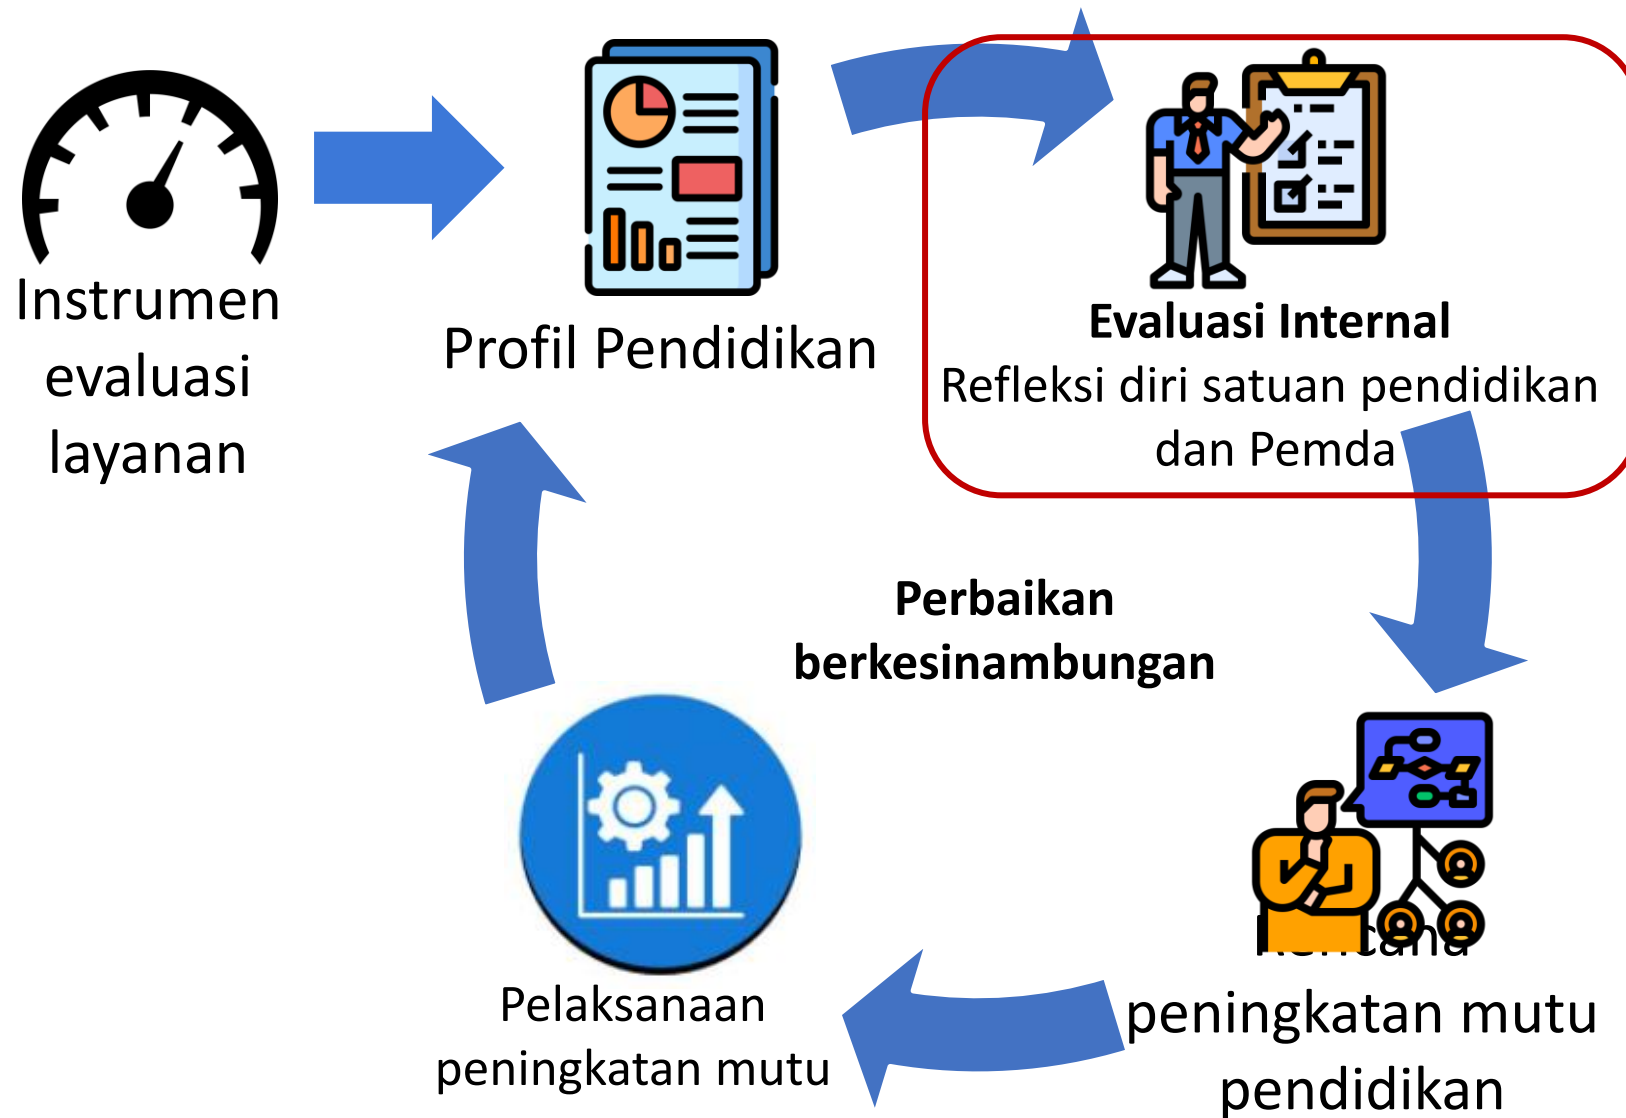 Instrumen
evaluasi
layanan
Profil Pendidikan
Evaluasi Internal
Refleksi diri satuan pendidikan
dan Pemda
Perbaikan
berkesinambungan
Rencana
peningkatan mutu
pendidikan
Pelaksanaan
peningkatan mutu